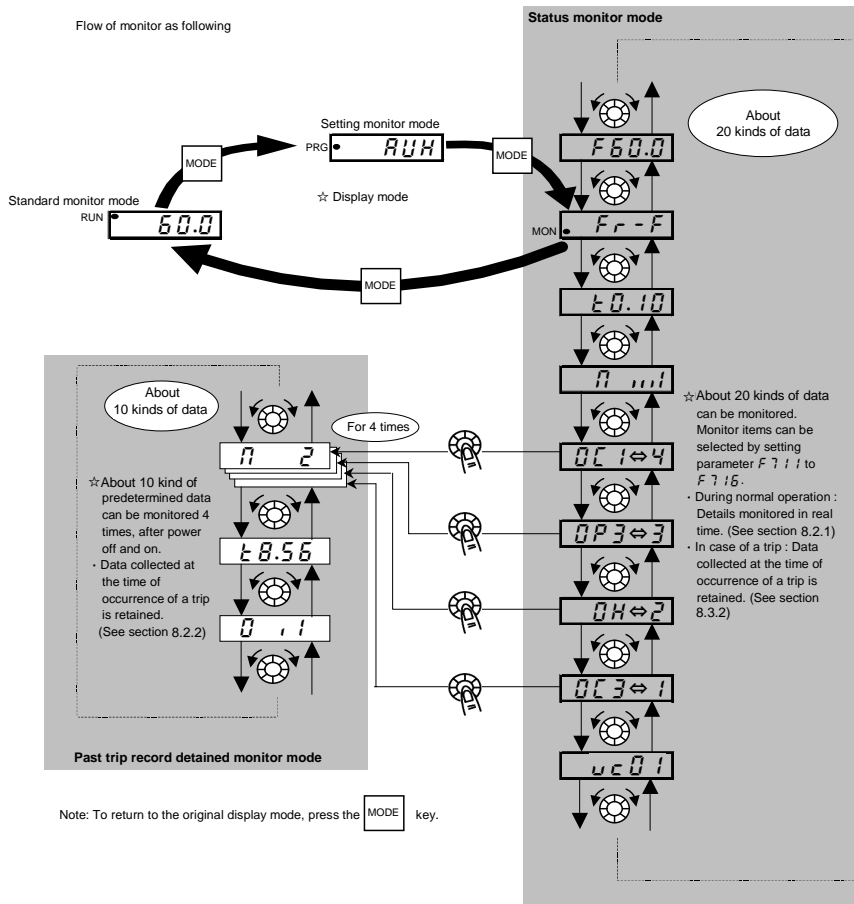 Flow of monitor as following
Status monitor mode
Setting monitor mode
PRG
AUH
MODE
MODE
☆ Display mode
Standard monitor mode
RUN
60.0
MODE
About
20 kinds of data
F60.0
MON
Fr-F
t0.10
OC1⇔4
OP3⇔3
OH⇔2
OC3⇔1
uc01
☆About 20 kinds of data
can be monitored.
Monitor items can be
selected by setting
parameter F711 to
F716.
· During normal operation :
Details monitored in real
time. (See section 8.2.1)
· In case of a trip : Data
collected at the time of
occurrence of a trip is
retained. (See section
8.3.2)
About
10 kinds of data
For 4 times
n 2
t8.56
☆About 10 kind of
predetermined data
can be monitored 4
times, after power
off and on.
· Data collected at
the time of
occurrence of a trip
is retained.
(See section 8.2.2)
Past trip record detained monitor mode
Note: To return to the original display mode, press the MODE key.